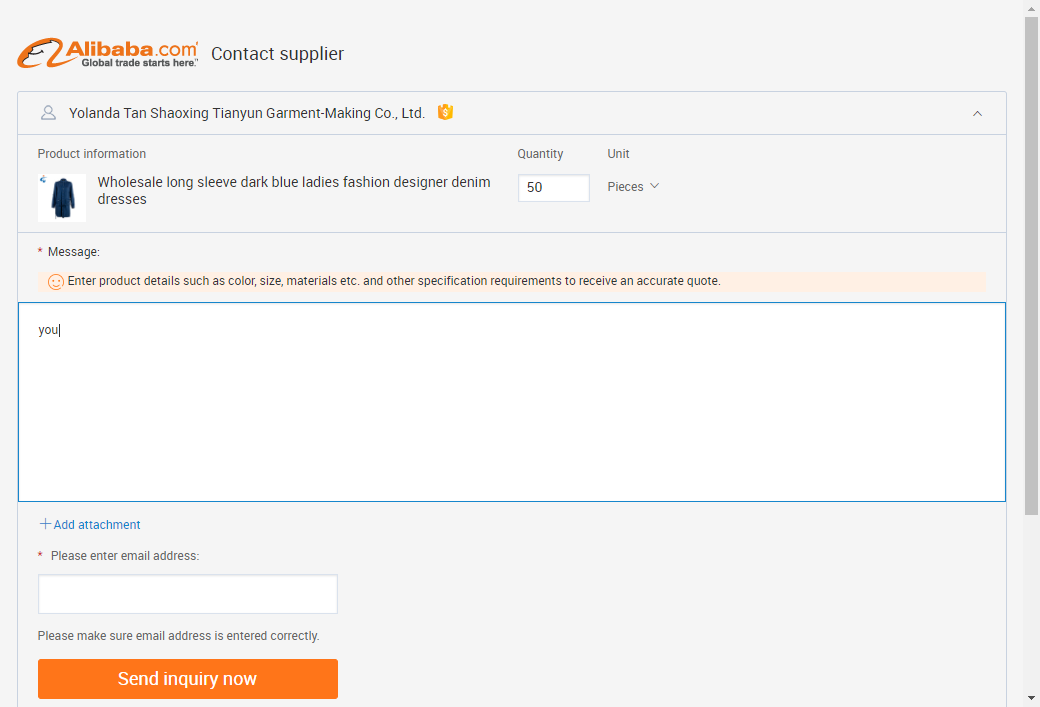 Alibaba.com
Global trade starts here.™
Contact supplier
Yolanda Tan Shaoxing Tianyun Garment-Making Co., Ltd.
Product information
Quantity
Unit
Wholesale long sleeve dark blue ladies fashion designer denim
dresses
50
Pieces
* Message:
Enter product details such as color, size, materials etc. and other specification requirements to receive an accurate quote.
you
Add attachment
* Please enter email address:
Please make sure email address is entered correctly.
Send inquiry now